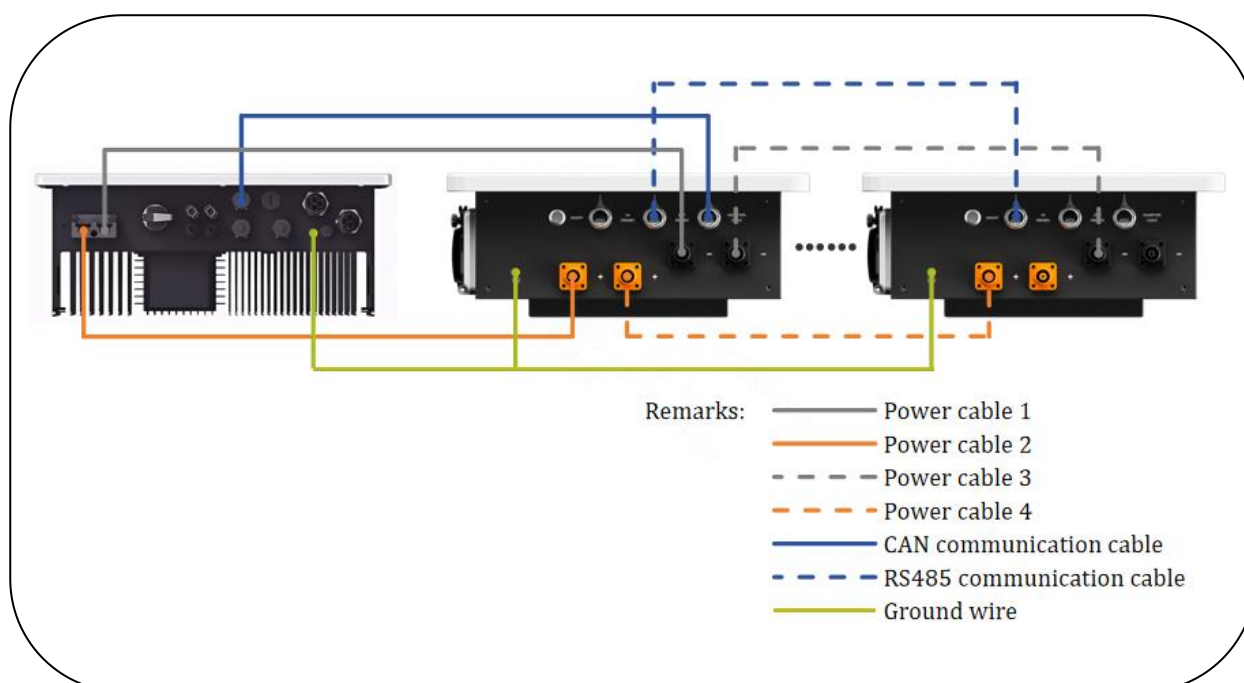 Remarks:
Power cable 1
Power cable 2
Power cable 3
Power cable 4
CAN communication cable
RS485 communication cable
Ground wire